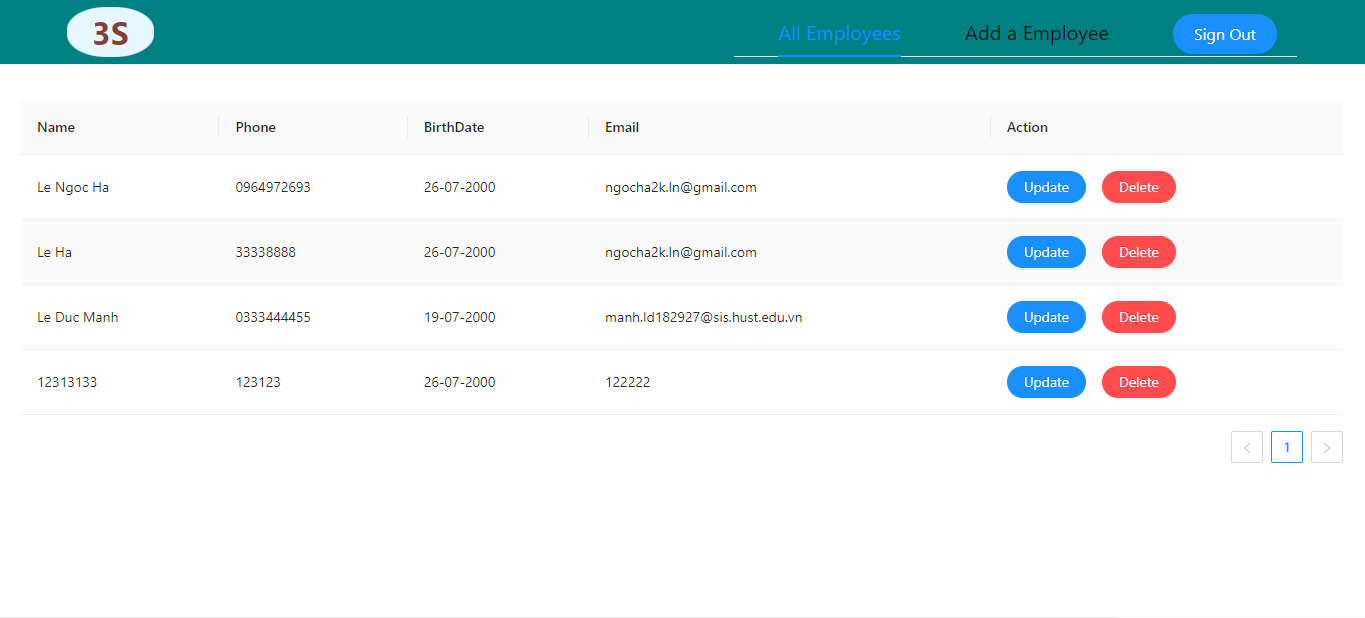 3S All Employees Add a Employee Sign Out
Name Phone BirthDate Email Action
Le Ngoc Ha 0964972693 26-07-2000 ngocha2k.ln@gmail.com Update Delete
Le Ha 33338888 26-07-2000 ngocha2k.ln@gmail.com Update Delete
Le Duc Manh 0333444455 19-07-2000 manh.ld182927@sis.hust.edu.vn Update Delete
12313133 123123 26-07-2000 122222 Update Delete
< 1 >